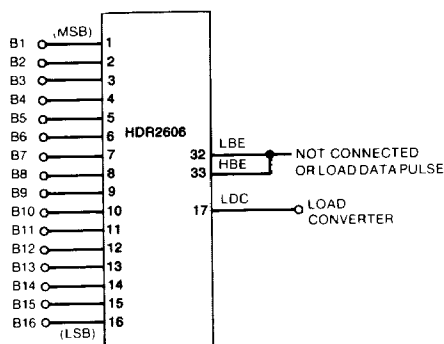 B1 (MSB) 1
B2 2
B3 3
B4 4
B5 5
B6 6
B7 7
B8 8
B9 9
B10 10
B11 11
B12 12
B13 13
B14 14
B15 15
B16 (LSB) 16
HDR2606
32 LBE
33 HBE
NOT CONNECTED
OR LOAD DATA PULSE
17 LDC
LOAD
CONVERTER